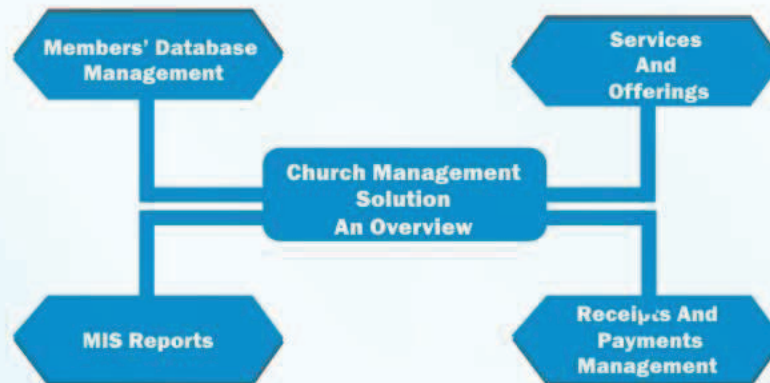 Members' Database
Management
Services
And
Offerings
Church Management
Solution
An Overview
MIS Reports
Receipts And
Payments
Management